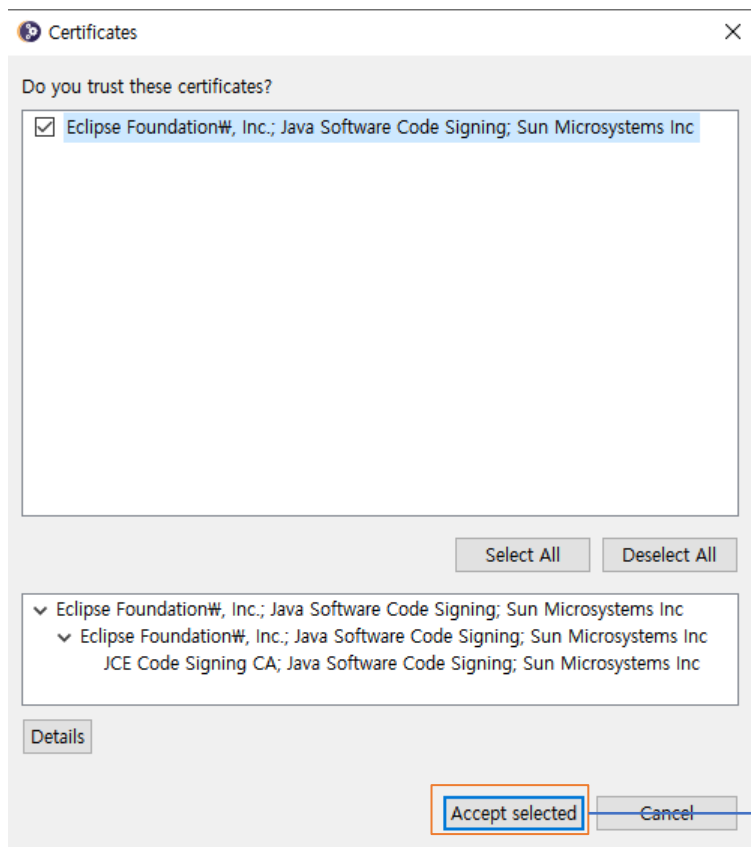 Certificates
Do you trust these certificates?
Eclipse Foundation₩, Inc.; Java Software Code Signing; Sun Microsystems Inc
Select All Deselect All
Eclipse Foundation₩, Inc.; Java Software Code Signing; Sun Microsystems Inc
Eclipse Foundation₩, Inc.; Java Software Code Signing; Sun Microsystems Inc
JCE Code Signing CA; Java Software Code Signing; Sun Microsystems Inc
Details
Accept selected Cancel